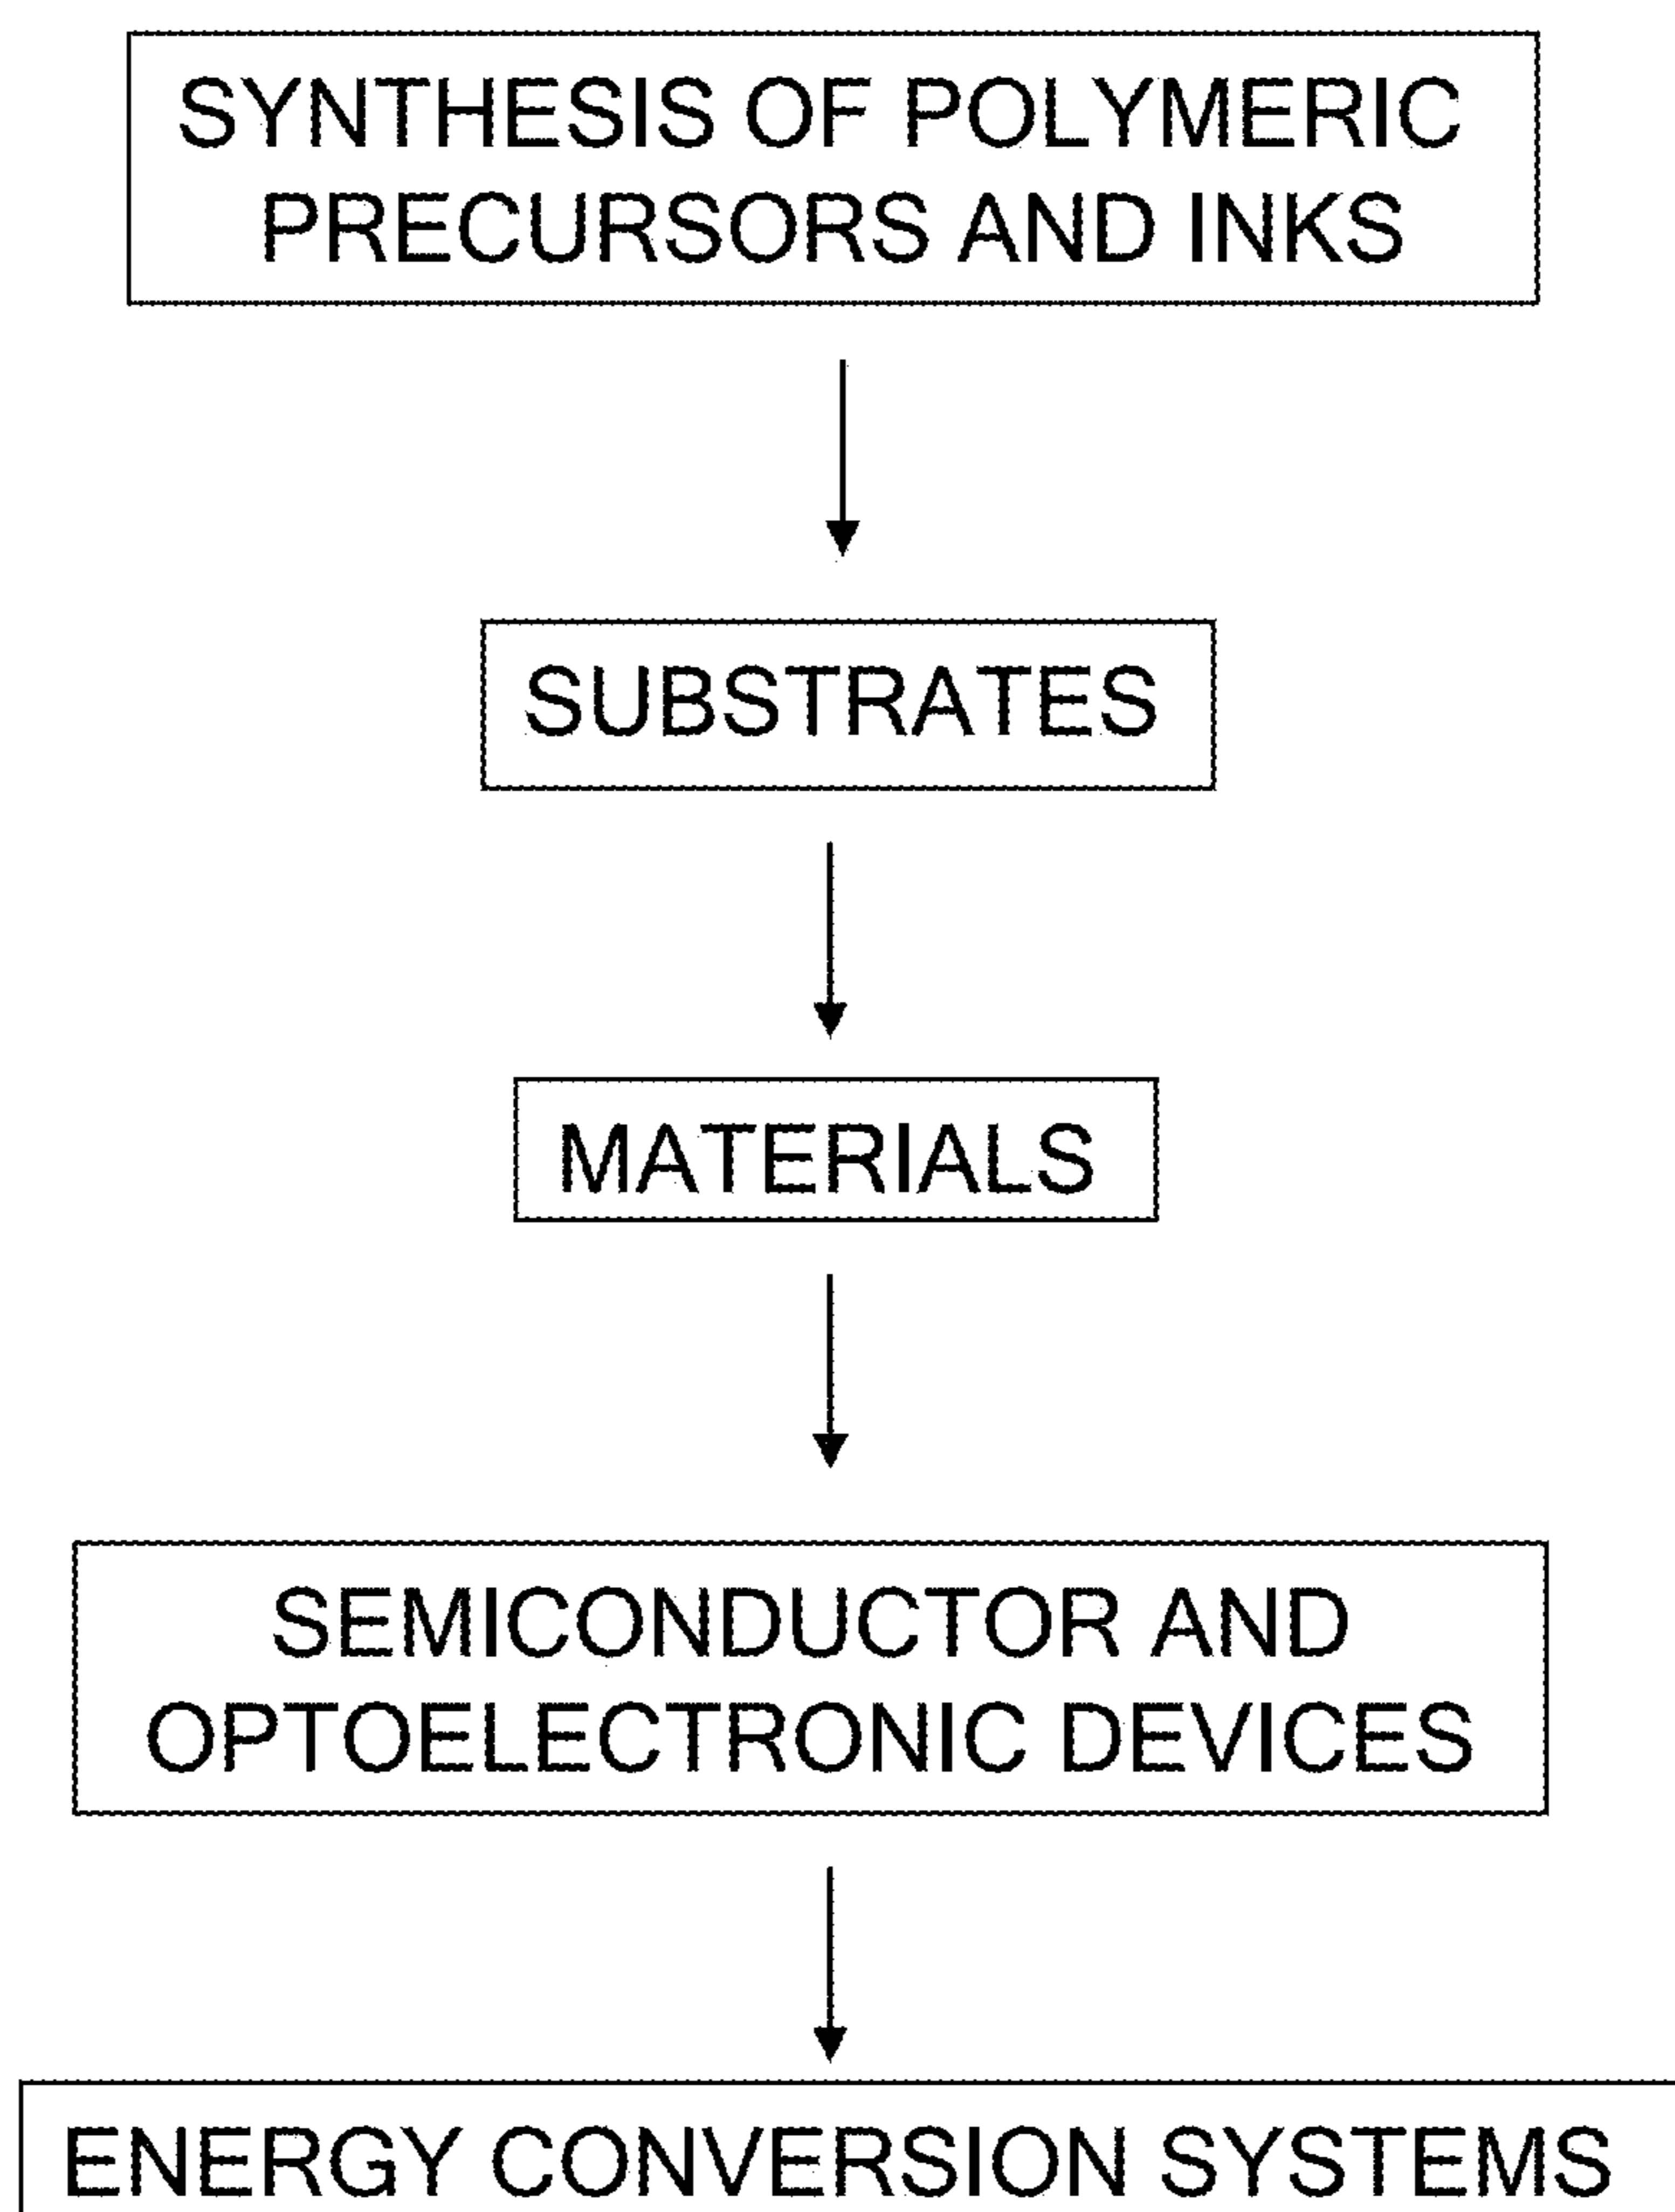 SYNTHESIS OF POLYMERIC
PRECURSORS AND INKS
SUBSTRATES
MATERIALS
SEMICONDUCTOR AND
OPTOELECTRONIC DEVICES
ENERGY CONVERSION SYSTEMS